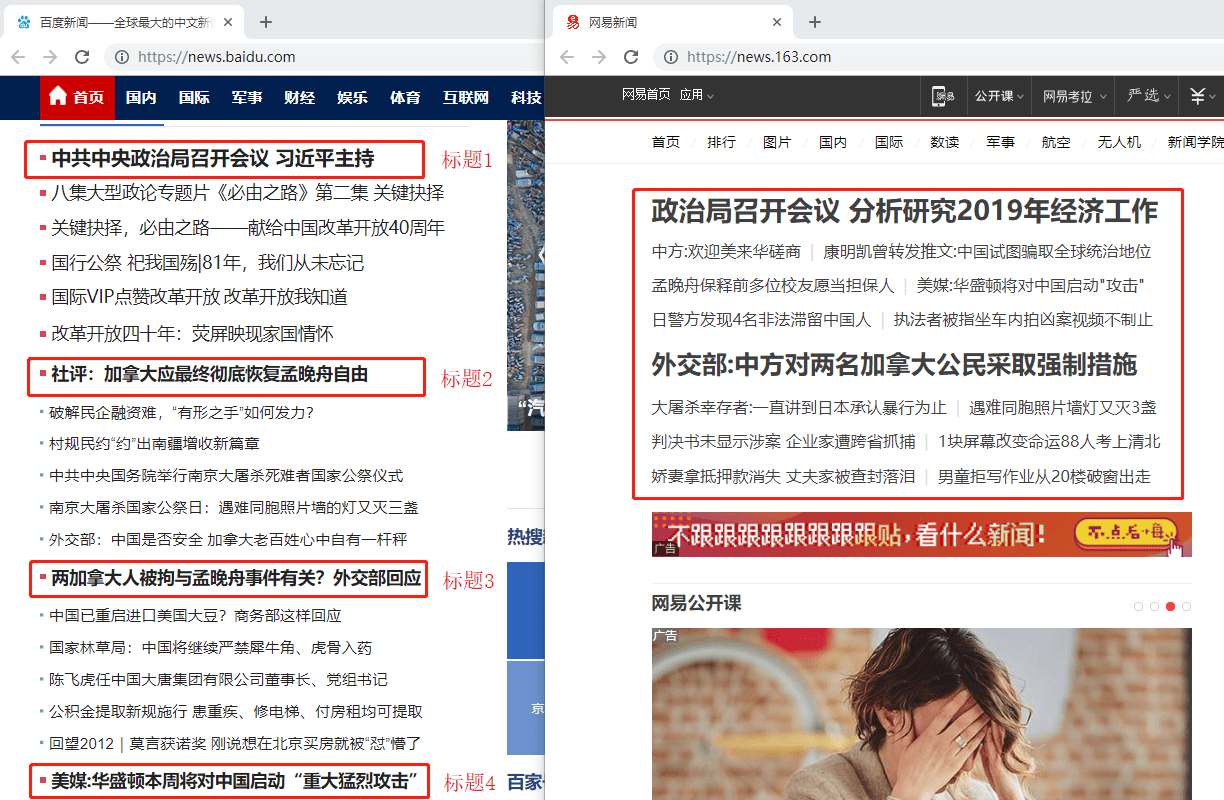 百度新闻——全球最大的中文新
https://news.baidu.com
首页 国内 国际 军事 财经 娱乐 体育 互联网 科技
中共中央政治局召开会议 习近平主持
标题1
八集大型政论专题片《必由之路》第二集 关键抉择
关键抉择，必由之路——献给中国改革开放40周年
国行公祭 祀我国殇|81年，我们从未忘记
国际VIP点赞改革开放 改革开放我知道
改革开放四十年：荧屏映现家国情怀
社评：加拿大应最终彻底恢复孟晚舟自由
标题2
破解民企融资难，“有形之手”如何发力?
村规民约“约”出南疆增收新篇章
中共中央国务院举行南京大屠杀死难者国家公祭仪式
南京大屠杀国家公祭日：遇难同胞照片墙的灯又灭三盏
外交部：中国是否安全 加拿大老百姓心中自有一杆秤
两加拿大人被拘与孟晚舟事件有关？外交部回应
标题3
中国已重启进口美国大豆？商务部这样回应
国家林草局：中国将继续严禁犀牛角、虎骨入药
陈飞虎任中国大唐集团有限公司董事长、党组书记
公积金提取新规施行 患重疾、修电梯、付房租均可提取
回望2012｜莫言获诺奖 刚说想在北京买房就被“怼”懵了
美媒:华盛顿本周将对中国启动“重大猛烈攻击”
标题4
“汽
热搜
京
百家
网易新闻
https://news.163.com
网易首页 应用 公开课 网易考拉 严选
首页 排行 图片 国内 国际 数读 军事 航空 无人机 新闻学院
政治局召开会议 分析研究2019年经济工作
中方:欢迎美来华磋商 | 康明凯曾转发推文:中国试图骗取全球统治地位
孟晚舟保释前多位校友愿当担保人 | 美媒:华盛顿将对中国启动"攻击"
日警方发现4名非法滞留中国人 | 执法者被指坐车内拍凶案视频不制止
外交部:中方对两名加拿大公民采取强制措施
大屠杀幸存者:一直讲到日本承认暴行为止 | 遇难同胞照片墙灯又灭3盏
判决书未显示涉案 企业家遭跨省抓捕 | 1块屏幕改变命运88人考上清北
娇妻拿抵押款消失 丈夫家被查封落泪 | 男童拒写作业从20楼破窗出走
不跟跟跟跟跟跟跟跟贴，看什么新闻！
不点后悔
广告
网易公开课
广告